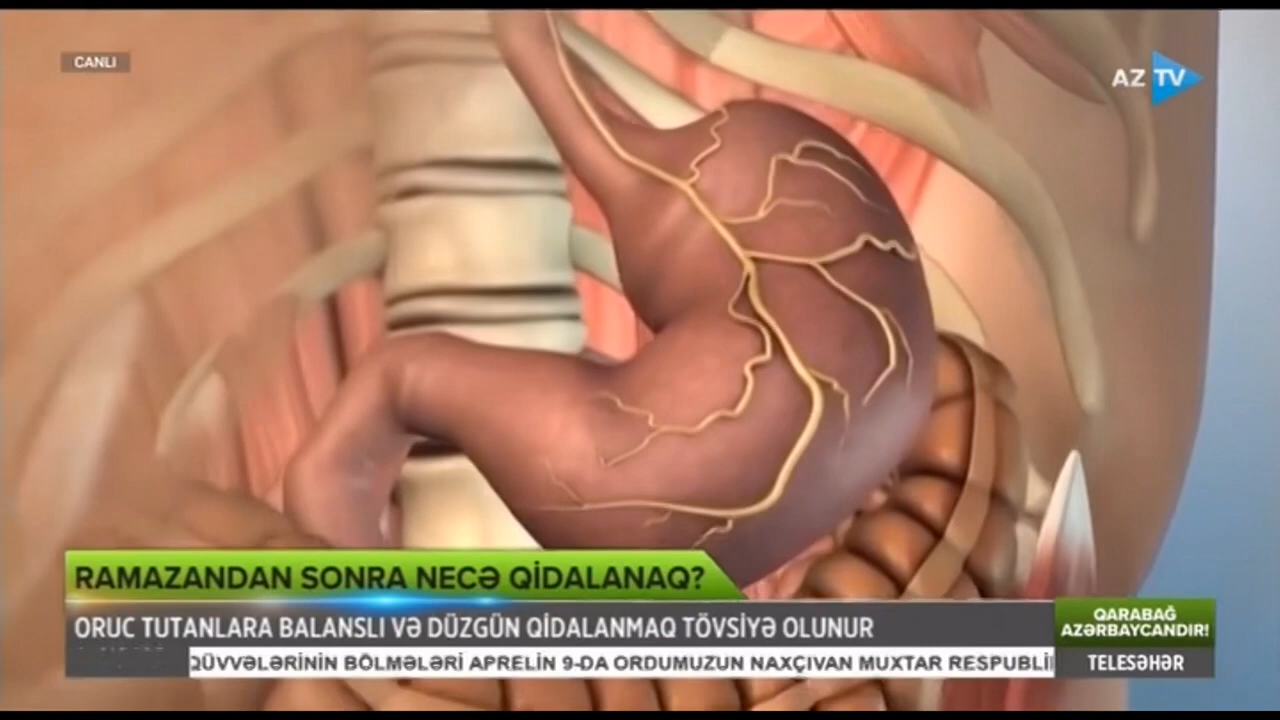 CANLI
AZ TV
RAMAZANDAN SONRA NECƏ QİDALANAQ?
ORUC TUTANLARA BALANSLI VƏ DÜZGÜN QİDALANMAQ TÖVSİYƏ OLUNUR
QARABAĞ
AZƏRBAYCANDIR!
QÜVVƏLƏRİNİN BÖLMƏLƏRİ APRELİN 9-DA ORDUMUZUN NAXÇIVAN MUXTAR
TELESƏHƏR